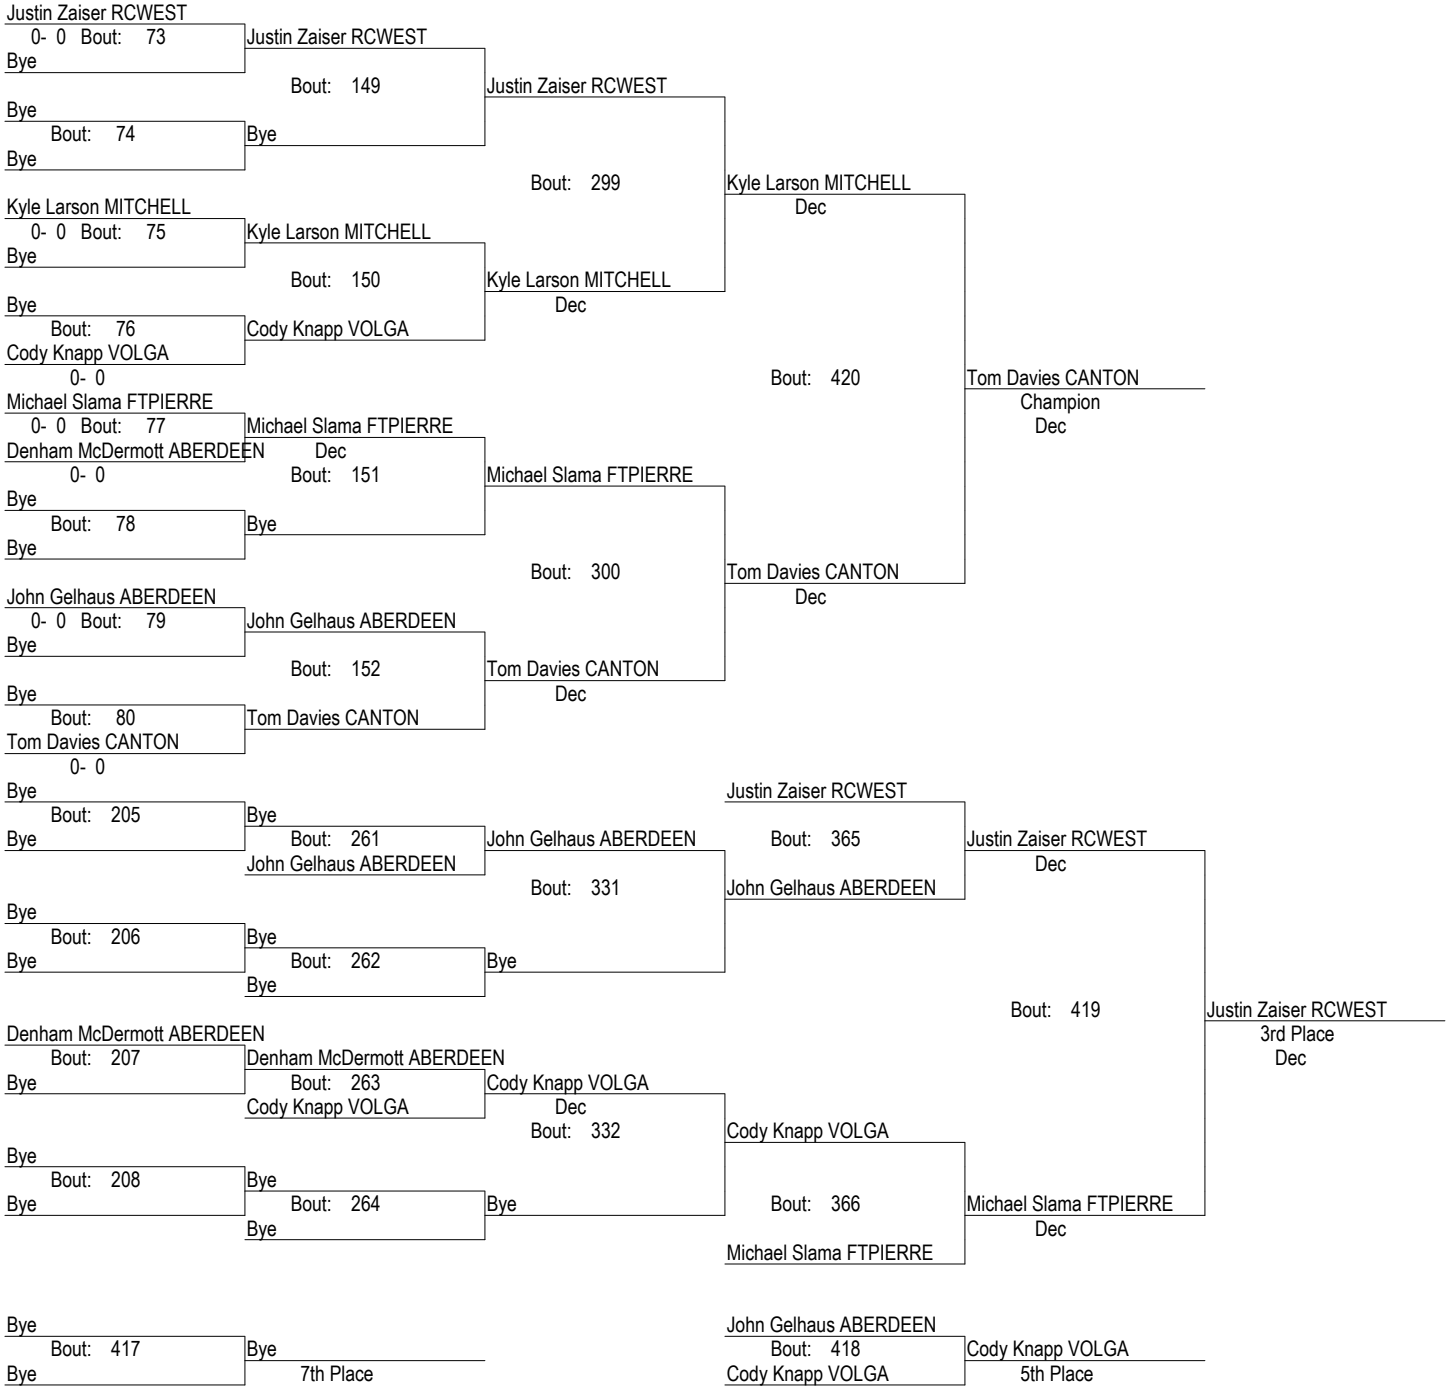 Justin Zaiser RCWEST
0- 0 Bout: 73 Justin Zaiser RCWEST
Bye
Bout: 149 Justin Zaiser RCWEST
Bye
Bout: 74 Bye
Bye
Bout: 299 Kyle Larson MITCHELL
Dec
Kyle Larson MITCHELL
0- 0 Bout: 75 Kyle Larson MITCHELL
Bye
Bout: 150 Kyle Larson MITCHELL
Dec
Bye
Bout: 76 Cody Knapp VOLGA
Cody Knapp VOLGA
0- 0
Bout: 420 Tom Davies CANTON
Champion
Dec
Michael Slama FTPIERRE
0- 0 Bout: 77 Michael Slama FTPIERRE
Denham McDermott ABERDEEN Dec
0- 0
Bout: 151 Michael Slama FTPIERRE
Bye
Bout: 78 Bye
Bye
Bout: 300 Tom Davies CANTON
Dec
John Gelhaus ABERDEEN
0- 0 Bout: 79 John Gelhaus ABERDEEN
Bye
Bout: 152 Tom Davies CANTON
Dec
Bye
Bout: 80 Tom Davies CANTON
Tom Davies CANTON
0- 0
Bye
Justin Zaiser RCWEST
Bout: 205 Bye
Bye
Bout: 261 John Gelhaus ABERDEEN
Bout: 365 Justin Zaiser RCWEST
Dec
John Gelhaus ABERDEEN
Bout: 331 John Gelhaus ABERDEEN
Bye
Bout: 206 Bye
Bye
Bout: 262 Bye
Bye
Bout: 419 Justin Zaiser RCWEST
3rd Place
Dec
Denham McDermott ABERDEEN
Bout: 207 Denham McDermott ABERDEEN
Bye
Bout: 263 Cody Knapp VOLGA
Cody Knapp VOLGA Dec
Bout: 332 Cody Knapp VOLGA
Bye
Bout: 208 Bye
Bye
Bout: 264 Bye
Bye
Bout: 366 Michael Slama FTPIERRE
Dec
Michael Slama FTPIERRE
Bye
Bout: 417 Bye
Bye
7th Place
John Gelhaus ABERDEEN
Bout: 418 Cody Knapp VOLGA
Cody Knapp VOLGA
5th Place